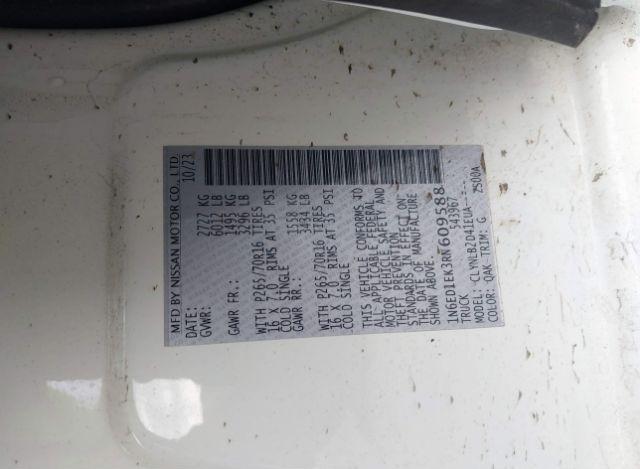 MFD BY NISSAN MOTOR CO., LTD.
10/23
GVWR: 2727 KG
6012 LB
GAWR FR.: 1495 KG
3296 LB
WITH P265/70R16 TIRES
16 X 7.0 RIMS AT 35 PSI
COLD SINGLE
GAWR RR.: 1558 KG
3434 LB
WITH P265/70R16 TIRES
16 X 7.0 RIMS AT 35 PSI
COLD SINGLE
THIS VEHICLE CONFORMS TO
ALL APPLICABLE FEDERAL
MOTOR VEHICLE SAFETY AND
THEFT PREVENTION
STANDARDS IN EFFECT ON
THE DATE OF MANUFACTURE
SHOWN ABOVE.
1N6ED1EK3RN609588
TRUCK 543967
MODEL: CLYNLB2D41EUA-----
2500A
COLOR: QAK TRIM: G